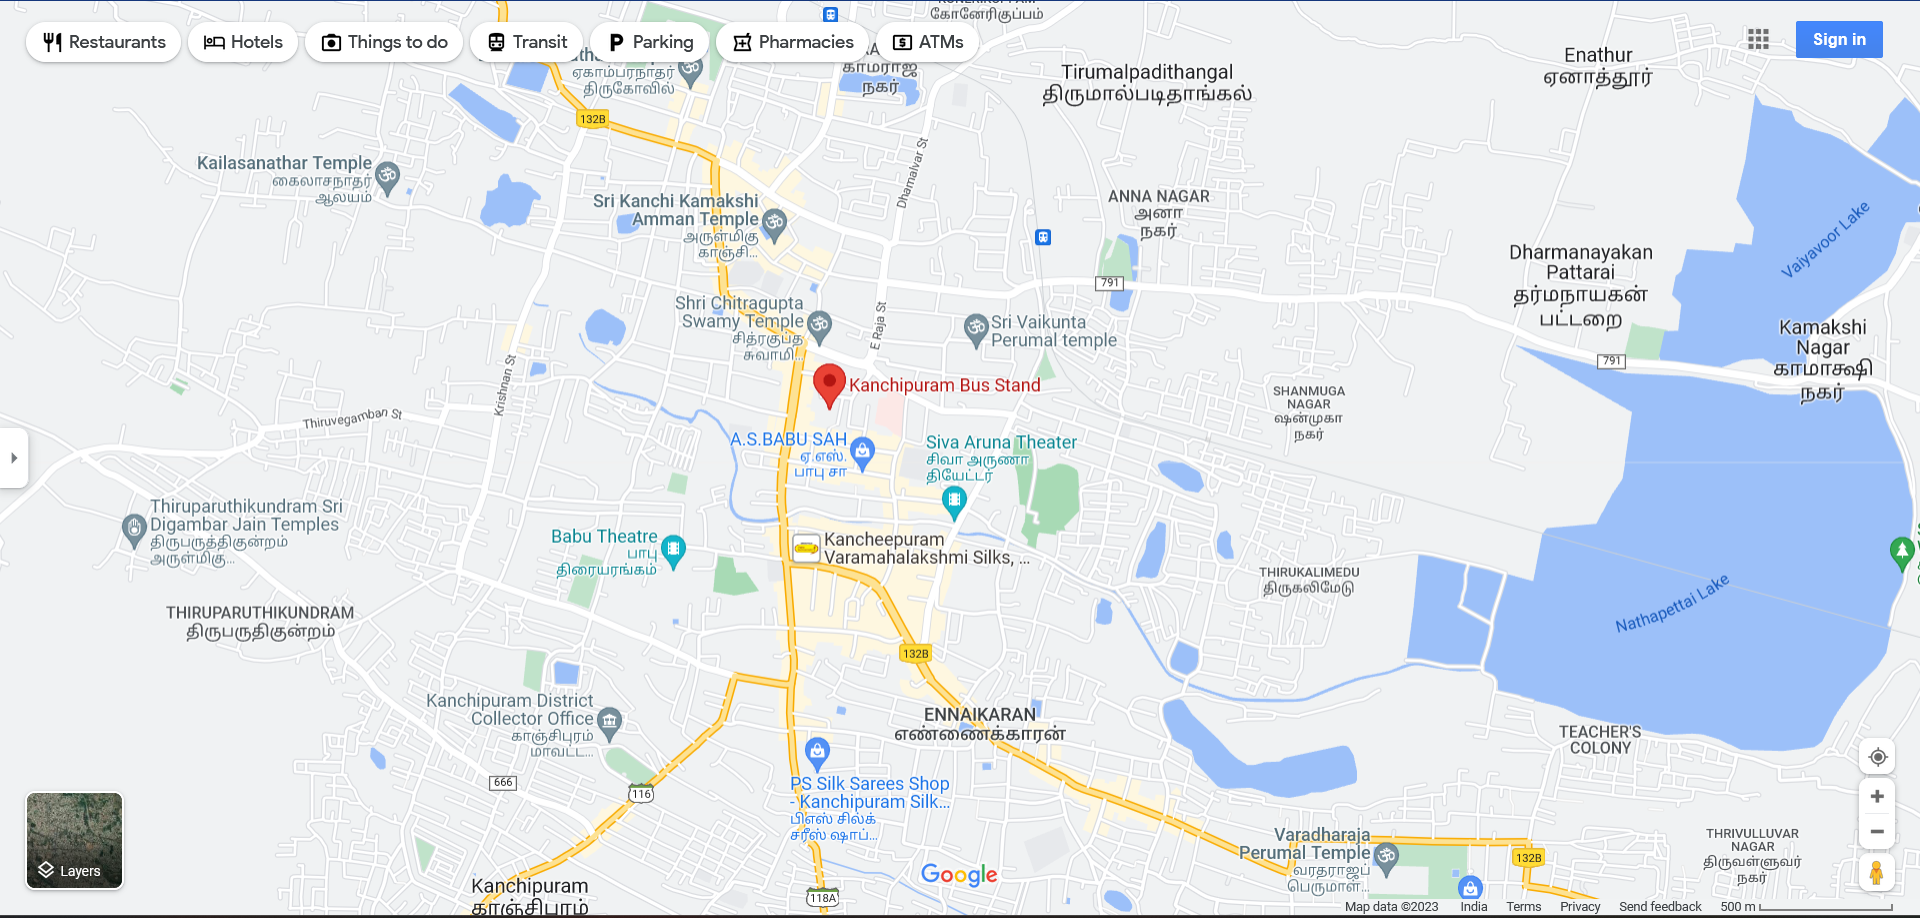 Restaurants
Hotels
Things to do
Transit
Parking
Pharmacies
ATMs
Sign in
கோனேரிகுப்பம்
காமராஜ்
நகர்
Enathur
ஏனாத்தூர்
Tirumalpadithangal
திருமால்படிதாங்கல்
ஏகாம்பரநாதர்
திருகோவில்
132B
Dhamalvar St
Kailasanathar Temple
கைலாசநாதர்
ஆலயம்
Sri Kanchi Kamakshi
Amman Temple
அருள்மிகு
காஞ்சி...
ANNA NAGAR
அனா
நகர்
Vaiyavoor Lake
Dharmanayakan
Pattarai
தர்மநாயகன்
பட்டறை
791
Shri Chitragupta
Swamy Temple
சித்ரகுப்த
சுவாமி...
E Raja St
Sri Vaikunta
Perumal temple
Kamakshi
Nagar
காமாக்ஷி
நகர்
791
Krishnan St
Kanchipuram Bus Stand
SHANMUGA
NAGAR
ஷன்முகா
நகர்
Thiruvegamban St
A.S.BABU SAH
ஏ.எஸ்.
பாபு சா
Siva Aruna Theater
சிவா அருணா
தியேட்டர்
Thiruparuthikundram Sri
Digambar Jain Temples
திருபருத்திகுன்றம்
அருள்மிகு...
Babu Theatre
பாபு
திரையரங்கம்
Kancheepuram
Varamahalakshmi Silks, ...
THIRUKALIMEDU
திருகலிமேடு
Nathapettai Lake
THIRUPARUTHIKUNDRAM
திருபருதிகுன்றம்
132B
Kanchipuram District
Collector Office
காஞ்சிபுரம்
மாவட்ட...
ENNAIKARAN
எண்ணைக்காரன்
TEACHER'S
COLONY
666
116
PS Silk Sarees Shop
- Kanchipuram Silk...
பிஎஸ் சில்க்
சரீஸ் ஷாப்...
Varadharaja
Perumal Temple
வரதராஜப்
பெருமாள்...
132B
THRIVULLUVAR
NAGAR
திருவள்ளுவர்
நகர்
Layers
Kanchipuram
காஞ்சிபுரம்
118A
Google
Map data ©2023
India
Terms
Privacy
Send feedback
500 m